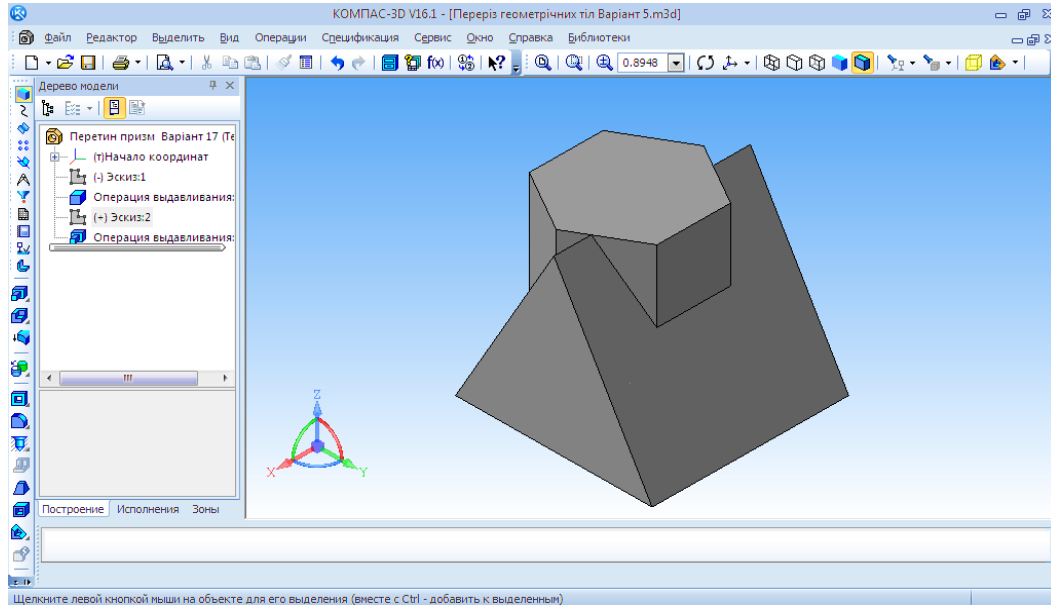 КОМПАС-3D V16.1 - [Переріз геометричних тіл Варіант 5.m3d]
Файл Редактор Выделить Вид Операции Спецификация Сервис Окно Справка Библиотеки
f(x) 0.8948
Дерево модели
Перетин призм Варіант 17 (Те
(т)Начало координат
(-) Эскиз:1
Операция выдавливания:
(+) Эскиз:2
Операция выдавливания:
Z
X
Y
Построение Исполнения Зоны
Щелкните левой кнопкой мыши на объекте для его выделения (вместе с Ctrl - добавить к выделенным)